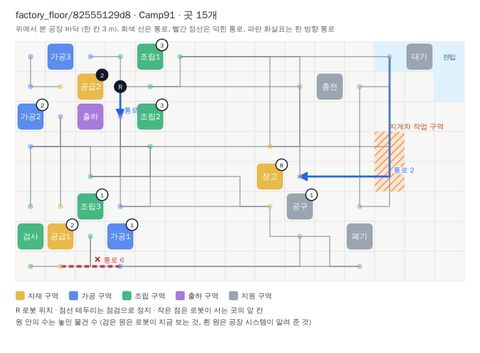 factory_floor/82555129d8 · Camp91 · 곳 15개
위에서 본 공장 바닥 (한 칸 3 m). 회색 선은 통로, 빨간 점선은 막힌 통로, 파란 화살표는 한 방향 통로
가공3
조립1
3
대기
진입
공급2
2
R
충전
가공2
2
출하
통로
조립2
3
지게차 작업 구역
창고
8
통로 2
조립3
1
공구
1
검사
공급1
2
가공1
1
폐기
✕ 통로 6
자재 구역
가공 구역
조립 구역
출하 구역
지원 구역
R 로봇 위치 · 점선 테두리는 점검으로 정지 · 작은 점은 로봇이 서는 곳의 앞 칸
원 안의 수는 놓인 물건 수 (검은 원은 로봇이 지금 보는 것, 흰 원은 공장 시스템이 알려 준 것)